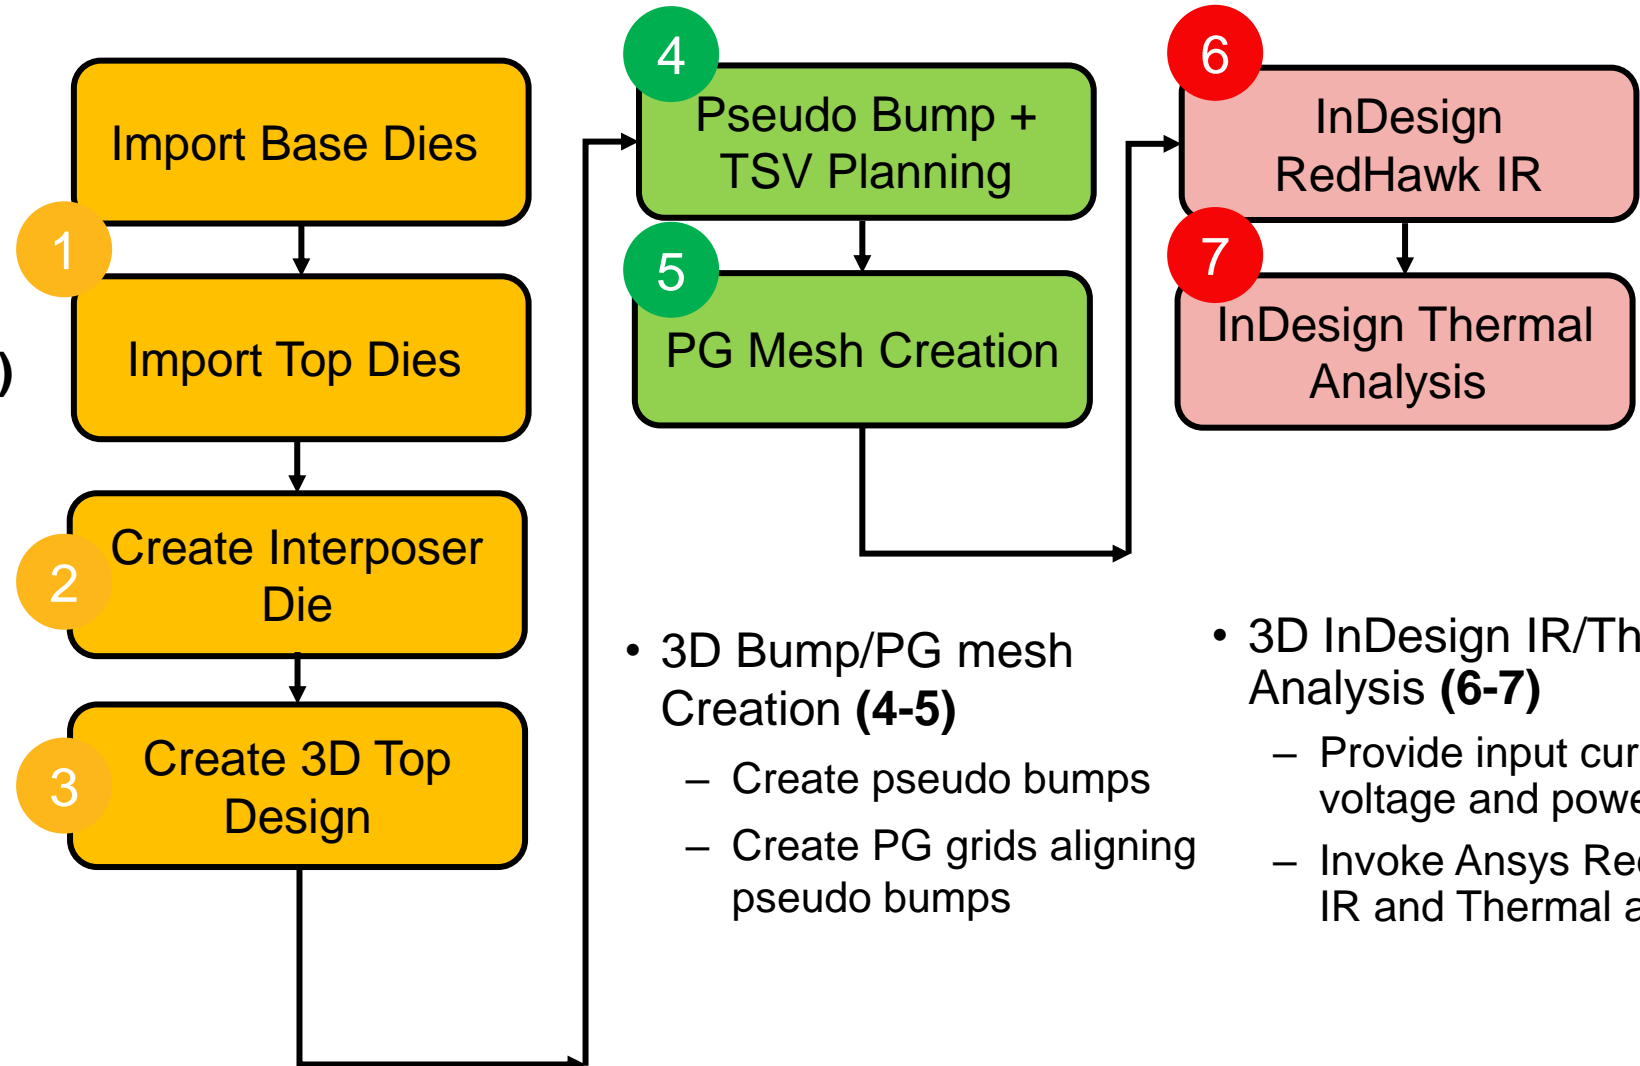 Import Base Dies
1
Import Top Dies
)
2
Create Interposer
Die
3
Create 3D Top
Design
4
Pseudo Bump +
TSV Planning
5
PG Mesh Creation
6
InDesign
RedHawk IR
7
InDesign Thermal
Analysis
• 3D Bump/PG mesh
Creation (4-5)
– Create pseudo bumps
– Create PG grids aligning
pseudo bumps
• 3D InDesign IR/Th
Analysis (6-7)
– Provide input cur
voltage and powe
– Invoke Ansys Re
IR and Thermal a